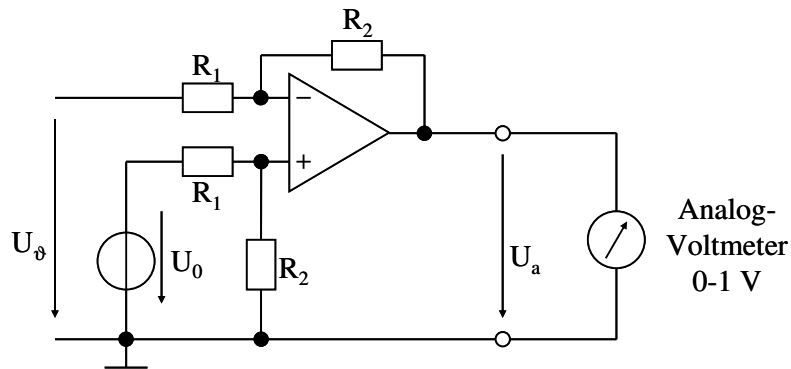 R₂
R₁
−
+
R₁
Uϑ
U₀
R₂
Uₐ
Analog-
Voltmeter
0-1 V